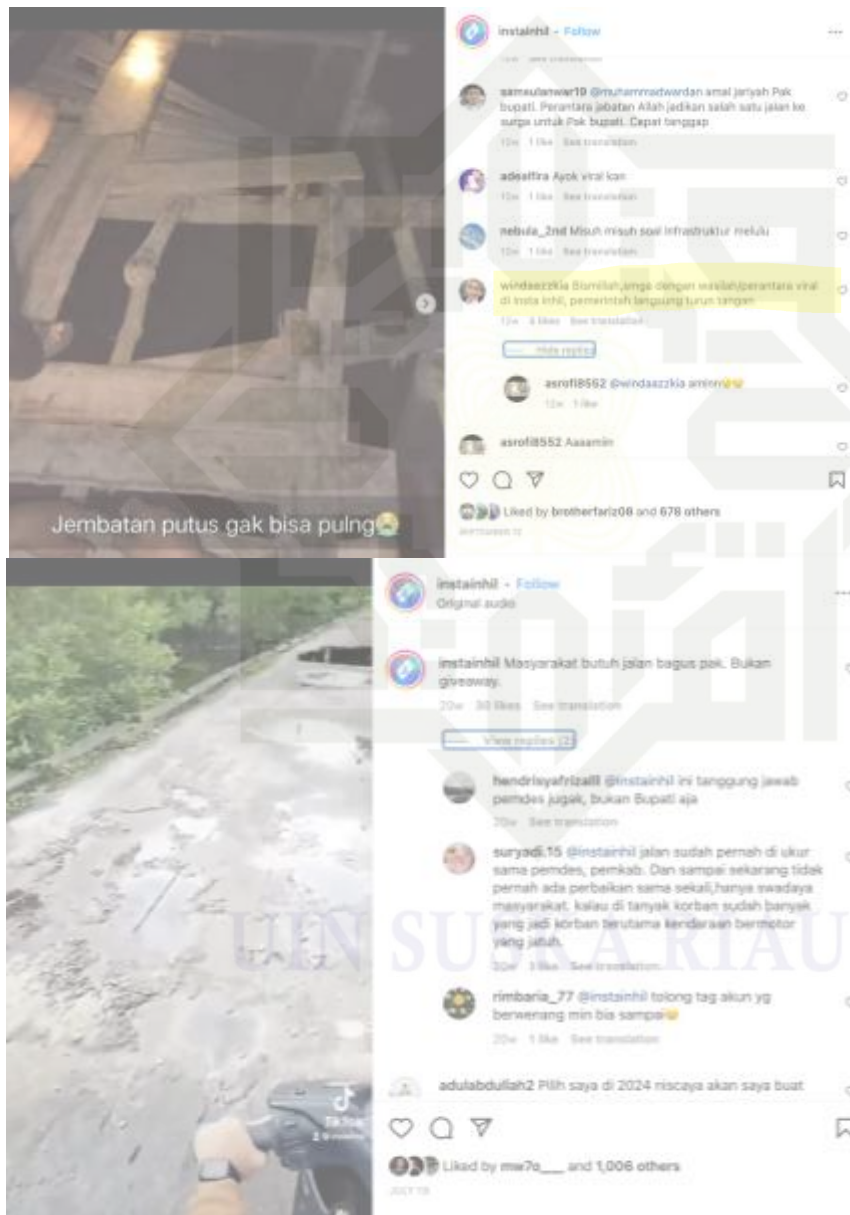 instainhil • Follow
samsulanwar19 @muhammadwardan amal jariyah Pak
bupati. Perantara jabatan Allah jadikan salah satu jalan ke
surga untuk Pak bupati. Cepat tanggap
12w 1 like See translation
adealfira Ayok viral kan
12w 1 like See translation
nebula_2nd Misuh misuh soal infrastruktur melulu
12w 1 like See translation
windaazzkia Bismillah,smga dengan wasilah/perantara viral
di insta inhil, pemerintah langsung turun tangan
12w likes See translation
Hide replies
asrofi8552 @windaazzkia aminn
12w 1 like
asrofi8552 Aaaamin
Liked by brotherfariz08 and 678 others
SEPTEMBER
Jembatan putus gak bisa pulng😭
instainhil • Follow
Original audio
instainhil Masyarakat butuh jalan bagus pak. Bukan
giveaway.
20w 30 likes See translation
View replies (2)
hendrisyafrizalll @instainhil ini tanggung jawab
pemdes jugak, bukan Bupati aja
20w See translation
suryadi.15 @instainhil jalan sudah pernah di ukur
sama pemdes, pemkab. Dan sampai sekarang tidak
pernah ada perbaikan sama sekali,hanya swadaya
masyarakat. kalau di tanyak korban sudah banyak
yang jadi korban terutama kendaraan bermotor
yang jatuh.
20w likes See translation
rimbaria_77 @instainhil tolong tag akun yg
berwenang min bia sampai
20w 1 like See translation
adulabdullah2 Pilih saya di 2024 niscaya akan saya buat
Liked by mw7o___ and 1,006 others
JULY
TikTok
UIN SUSKA RIAU